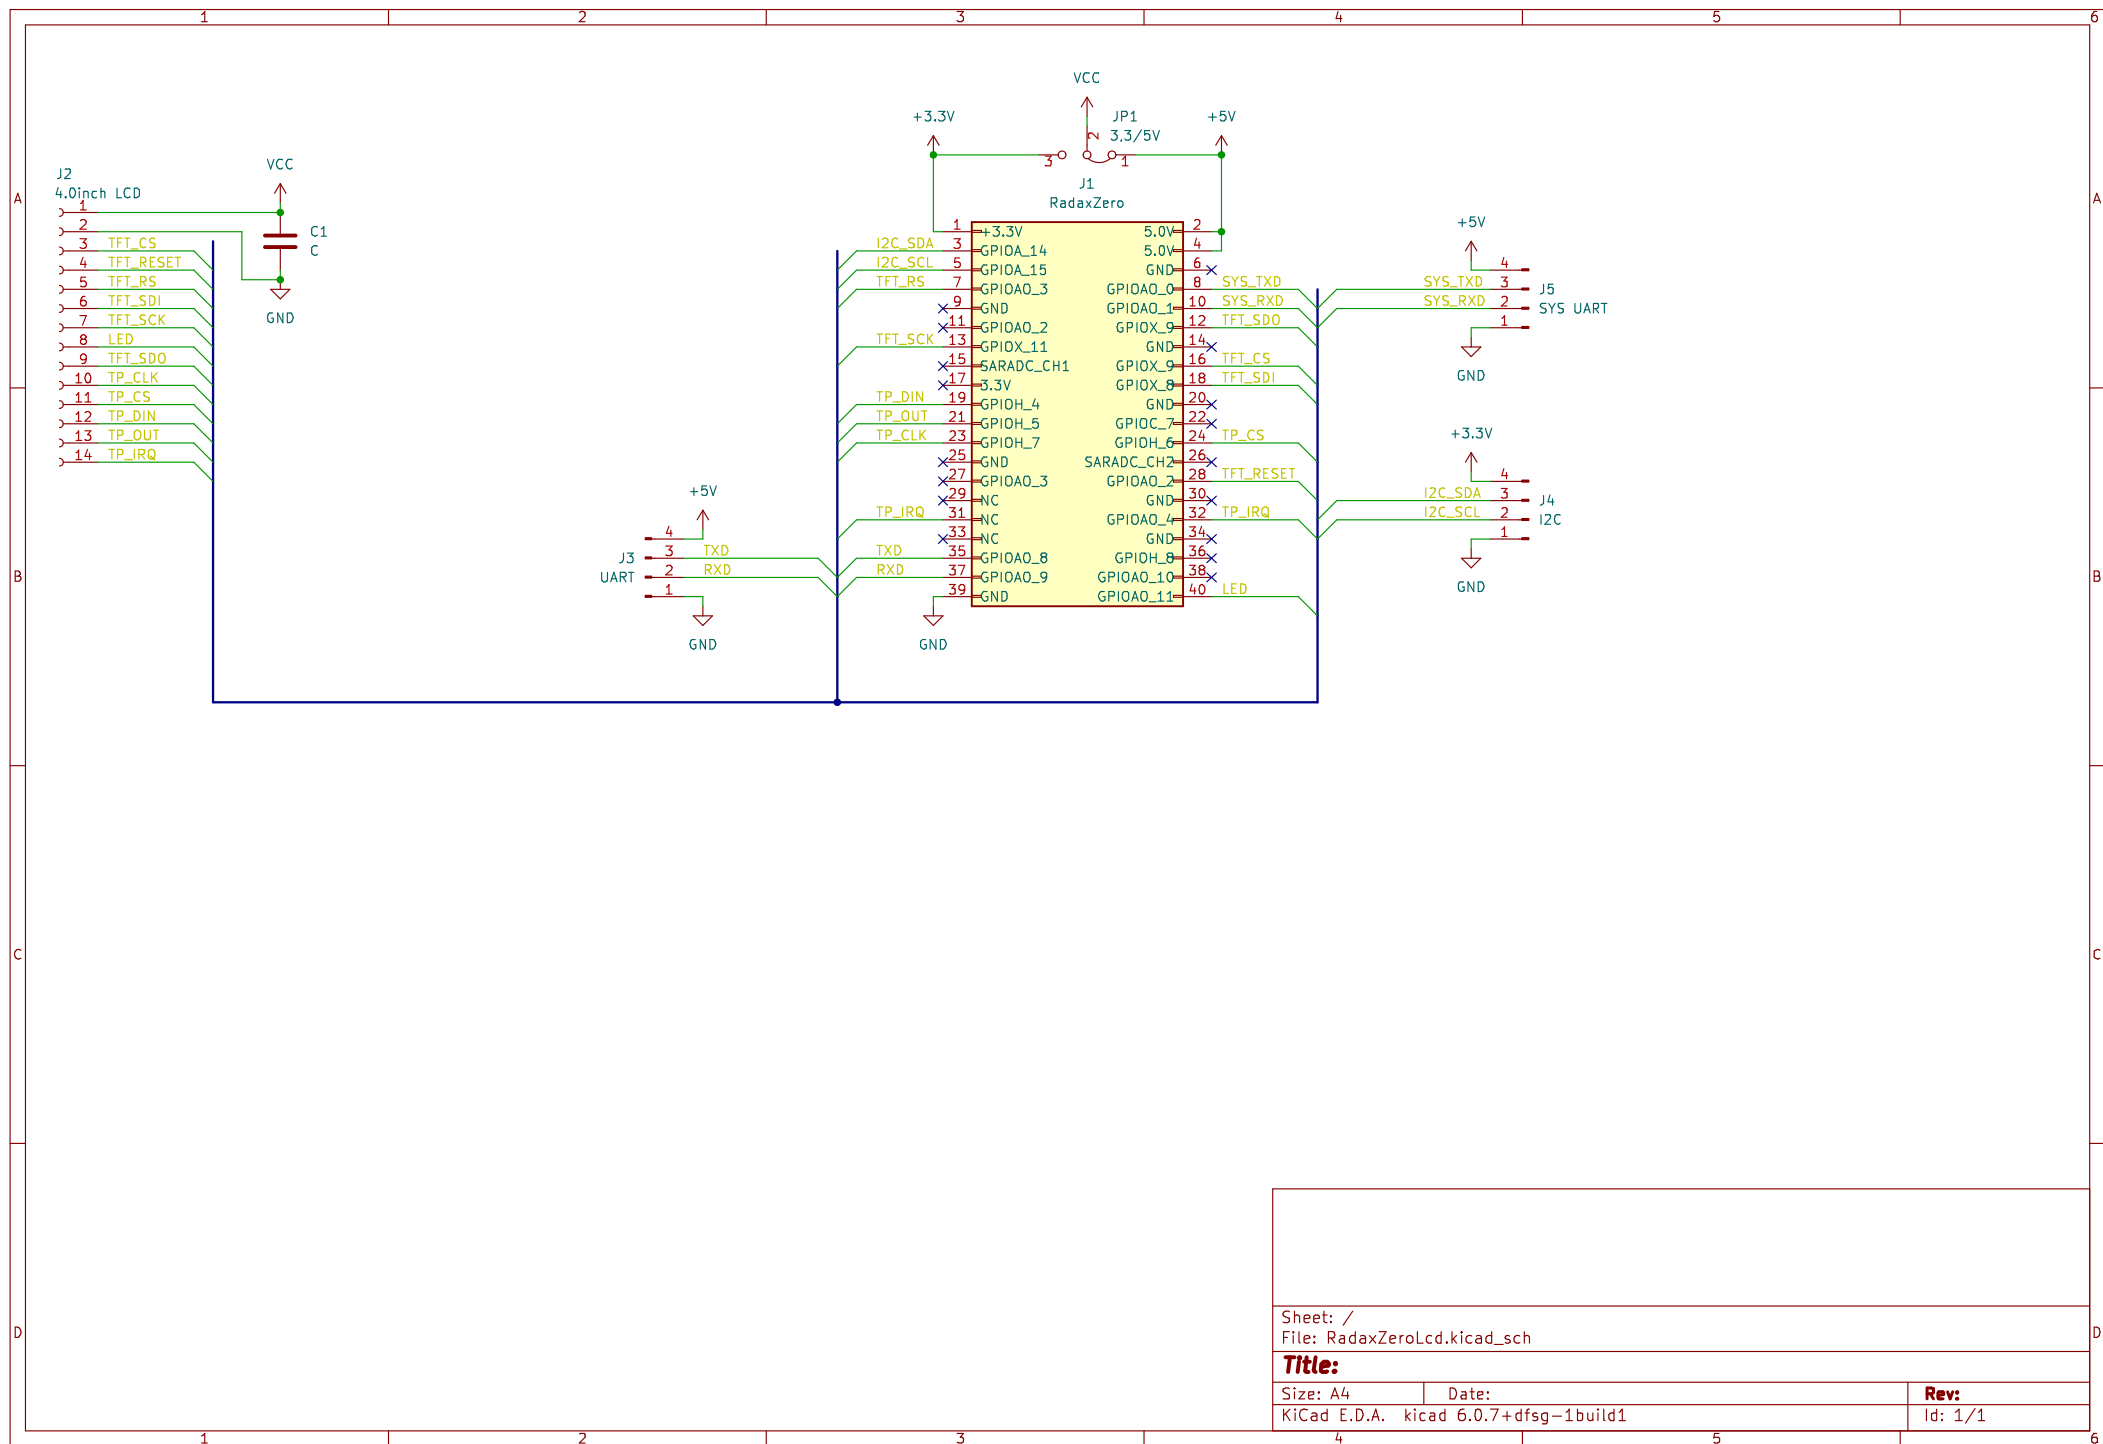 1 2 3 4 5 6
A
B
C
D
VCC
+3.3V
JP1
+5V
3,3/5V
2
3
1
J1
RadaxZero
J2
4.0inch LCD
VCC
1
2
3 TFT_CS
4 TFT_RESET
5 TFT_RS
6 TFT_SDI
7 TFT_SCK
8 LED
9 TFT_SDO
10 TP_CLK
11 TP_CS
12 TP_DIN
13 TP_OUT
14 TP_IRQ
C1
C
GND
1 +3.3V
I2C_SDA 3 GPIOA_14
I2C_SCL 5 GPIOA_15
TFT_RS 7 GPIOAO_3
9 GND
11 GPIOAO_2
TFT_SCK 13 GPIOX_11
15 SARADC_CH1
17 3.3V
TP_DIN 19 GPIOH_4
TP_OUT 21 GPIOH_5
TP_CLK 23 GPIOH_7
25 GND
27 GPIOAO_3
29 NC
TP_IRQ 31 NC
33 NC
TXD 35 GPIOAO_8
RXD 37 GPIOAO_9
39 GND
GND
5.0V 2
5.0V 4
GND 6
GPIOAO_0 8 SYS_TXD
GPIOAO_1 10 SYS_RXD
GPIOX_9 12 TFT_SDO
GND 14
GPIOX_9 16 TFT_CS
GPIOX_8 18 TFT_SDI
GND 20
GPIOC_7 22
GPIOH_6 24 TP_CS
SARADC_CH2 26
GPIOAO_2 28 TFT_RESET
GND 30
GPIOAO_4 32 TP_IRQ
GND 34
GPIOH_8 36
GPIOAO_10 38
GPIOAO_11 40 LED
+5V
4
J3 3 TXD
UART 2 RXD
1
GND
+5V
4
SYS_TXD 3 J5
SYS_RXD 2 SYS UART
1
GND
+3.3V
4
I2C_SDA 3 J4
I2C_SCL 2 I2C
1
GND
A
B
C
D
Sheet: /
File: RadaxZeroLcd.kicad_sch
Title:
Size: A4 Date: Rev:
KiCad E.D.A. kicad 6.0.7+dfsg-1build1 Id: 1/1
1 2 3 4 5 6